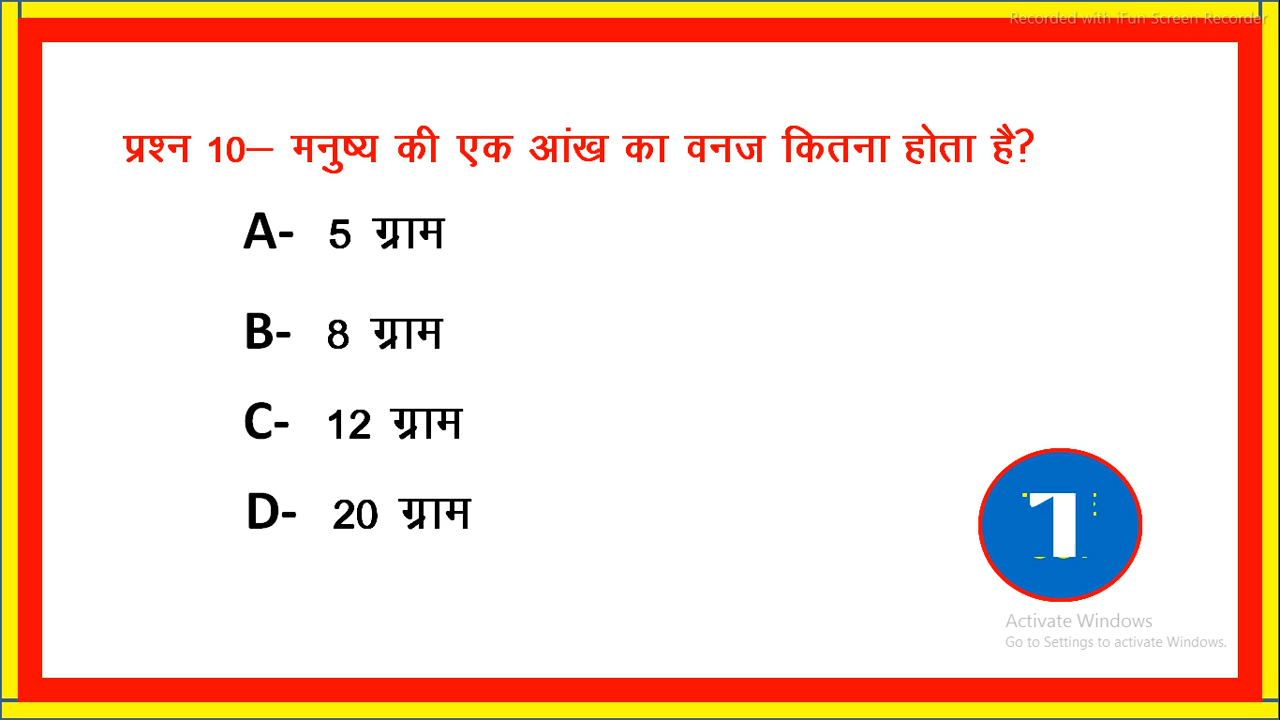 Recorded with iFun Screen Recorder
प्रश्न 10– मनुष्य की एक आंख का वनज कितना होता है?
A- 5 ग्राम
B- 8 ग्राम
C- 12 ग्राम
D- 20 ग्राम
1
Activate Windows
Go to Settings to activate Windows.